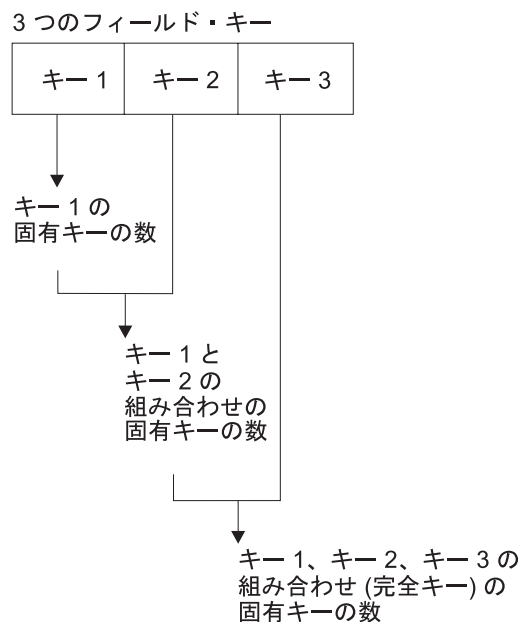 3 つのフィールド・キー
キー 1 キー 2 キー 3
キー 1 の
固有キーの数
キー 1 と
キー 2 の
組み合わせの
固有キーの数
キー 1、キー 2、キー 3 の
組み合わせ (完全キー) の
固有キーの数